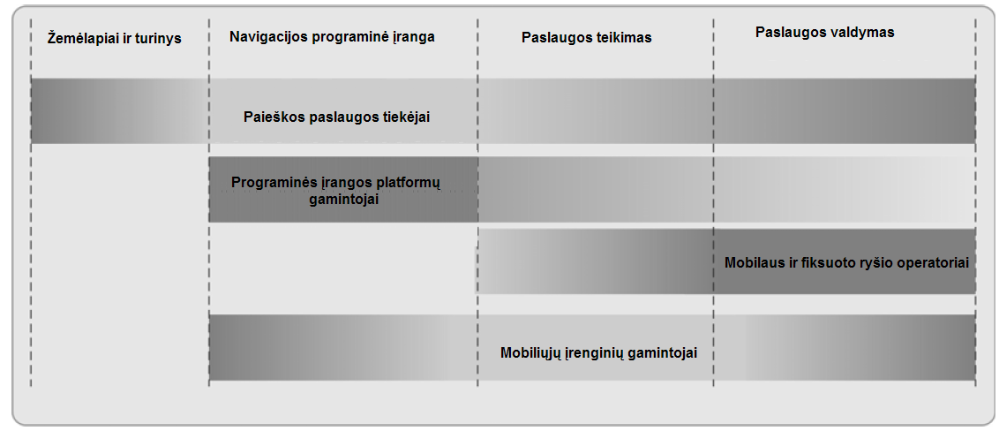 Žemėlapiai ir turinys
Navigacijos programinė įranga
Paslaugos teikimas
Paslaugos valdymas
Paieškos paslaugos tiekėjai
Programinės įrangos platformų
gamintojai
Mobilaus ir fiksuoto ryšio operatoriai
Mobiliųjų įrenginių gamintojai